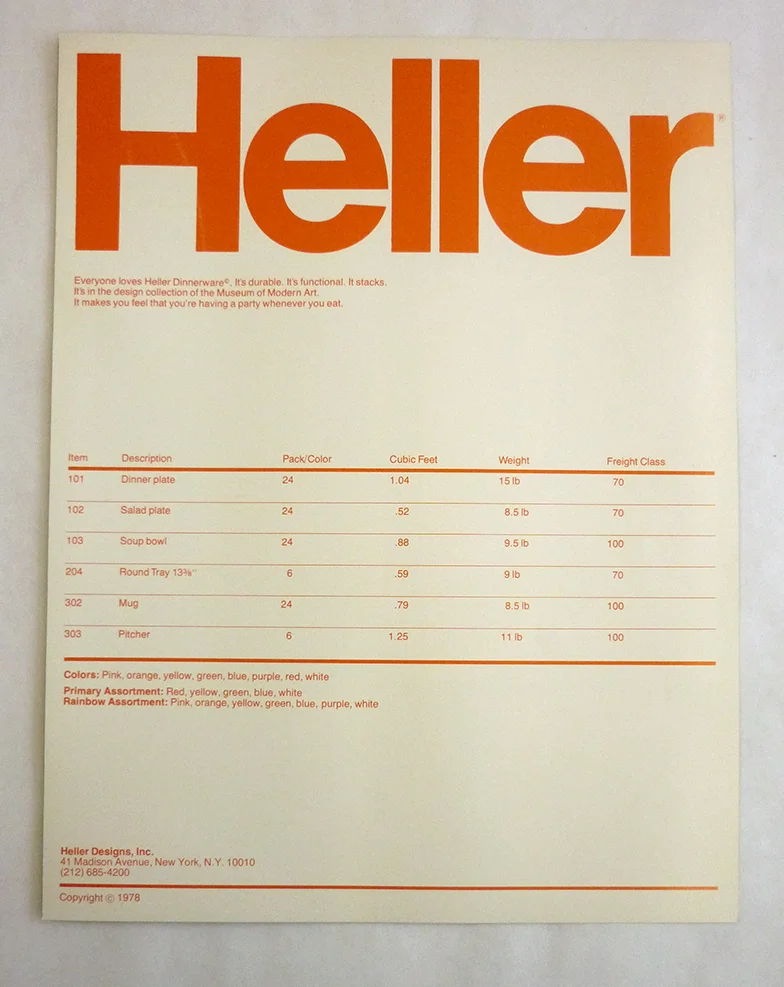 Heller®
Everyone loves Heller Dinnerware©. It's durable. It's functional. It stacks.
It's in the design collection of the Museum of Modern Art.
It makes you feel that you're having a party whenever you eat.
Item Description Pack/Color Cubic Feet Weight Freight Class
101 Dinner plate 24 1.04 15 lb 70
102 Salad plate 24 .52 8.5 lb 70
103 Soup bowl 24 .88 9.5 lb 100
204 Round Tray 13⅜" 6 .59 9 lb 70
302 Mug 24 .79 8.5 lb 100
303 Pitcher 6 1.25 11 lb 100
Colors: Pink, orange, yellow, green, blue, purple, red, white
Primary Assortment: Red, yellow, green, blue, white
Rainbow Assortment: Pink, orange, yellow, green, blue, purple, white
Heller Designs, Inc.
41 Madison Avenue, New York, N.Y. 10010
(212) 685-4200
Copyright © 1978